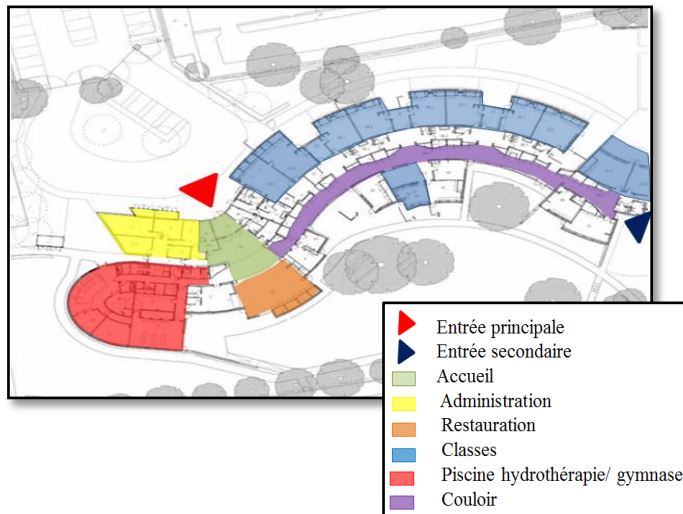 Entrée principale
Entrée secondaire
Accueil
Administration
Restauration
Classes
Piscine hydrothérapie/ gymnase
Couloir